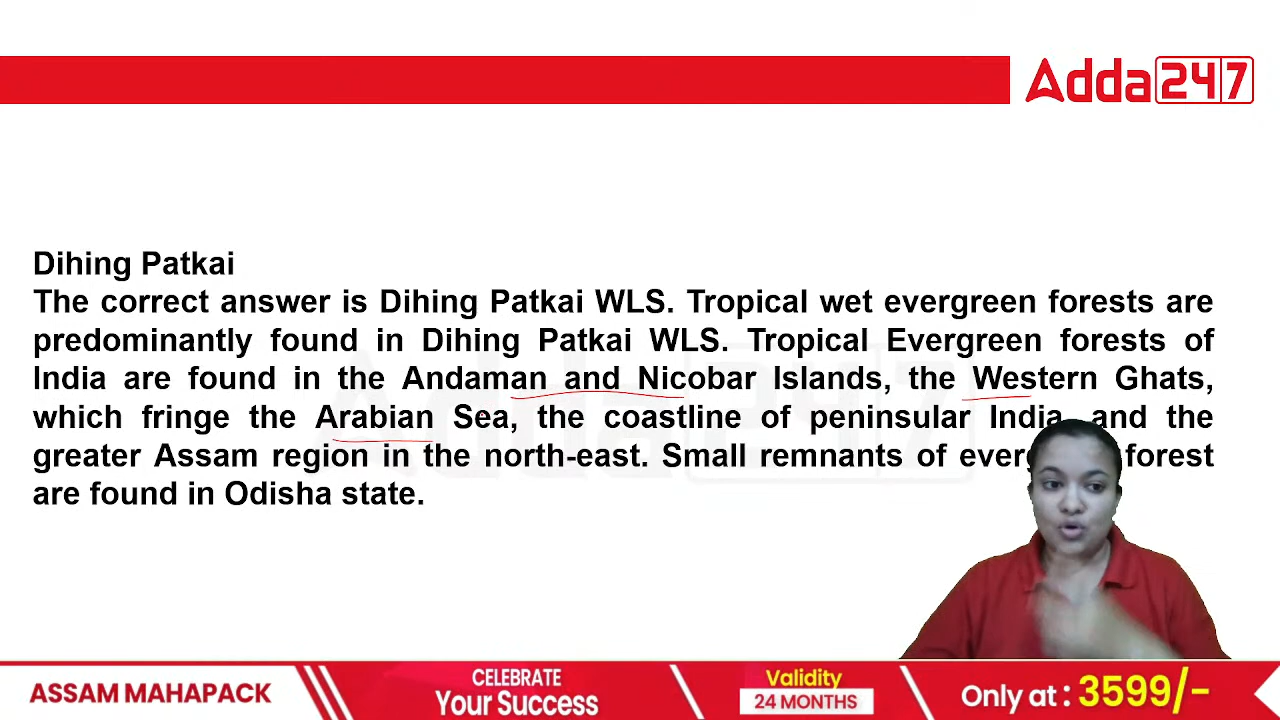 Adda247
Dihing Patkai
The correct answer is Dihing Patkai WLS. Tropical wet evergreen forests are
predominantly found in Dihing Patkai WLS. Tropical Evergreen forests of
India are found in the Andaman and Nicobar Islands, the Western Ghats,
which fringe the Arabian Sea, the coastline of peninsular India, and the
greater Assam region in the north-east. Small remnants of forest
are found in Odisha state.
ASSAM MAHAPACK
CELEBRATE
Your Success
Validity
24 MONTHS
Only at : 3599/-